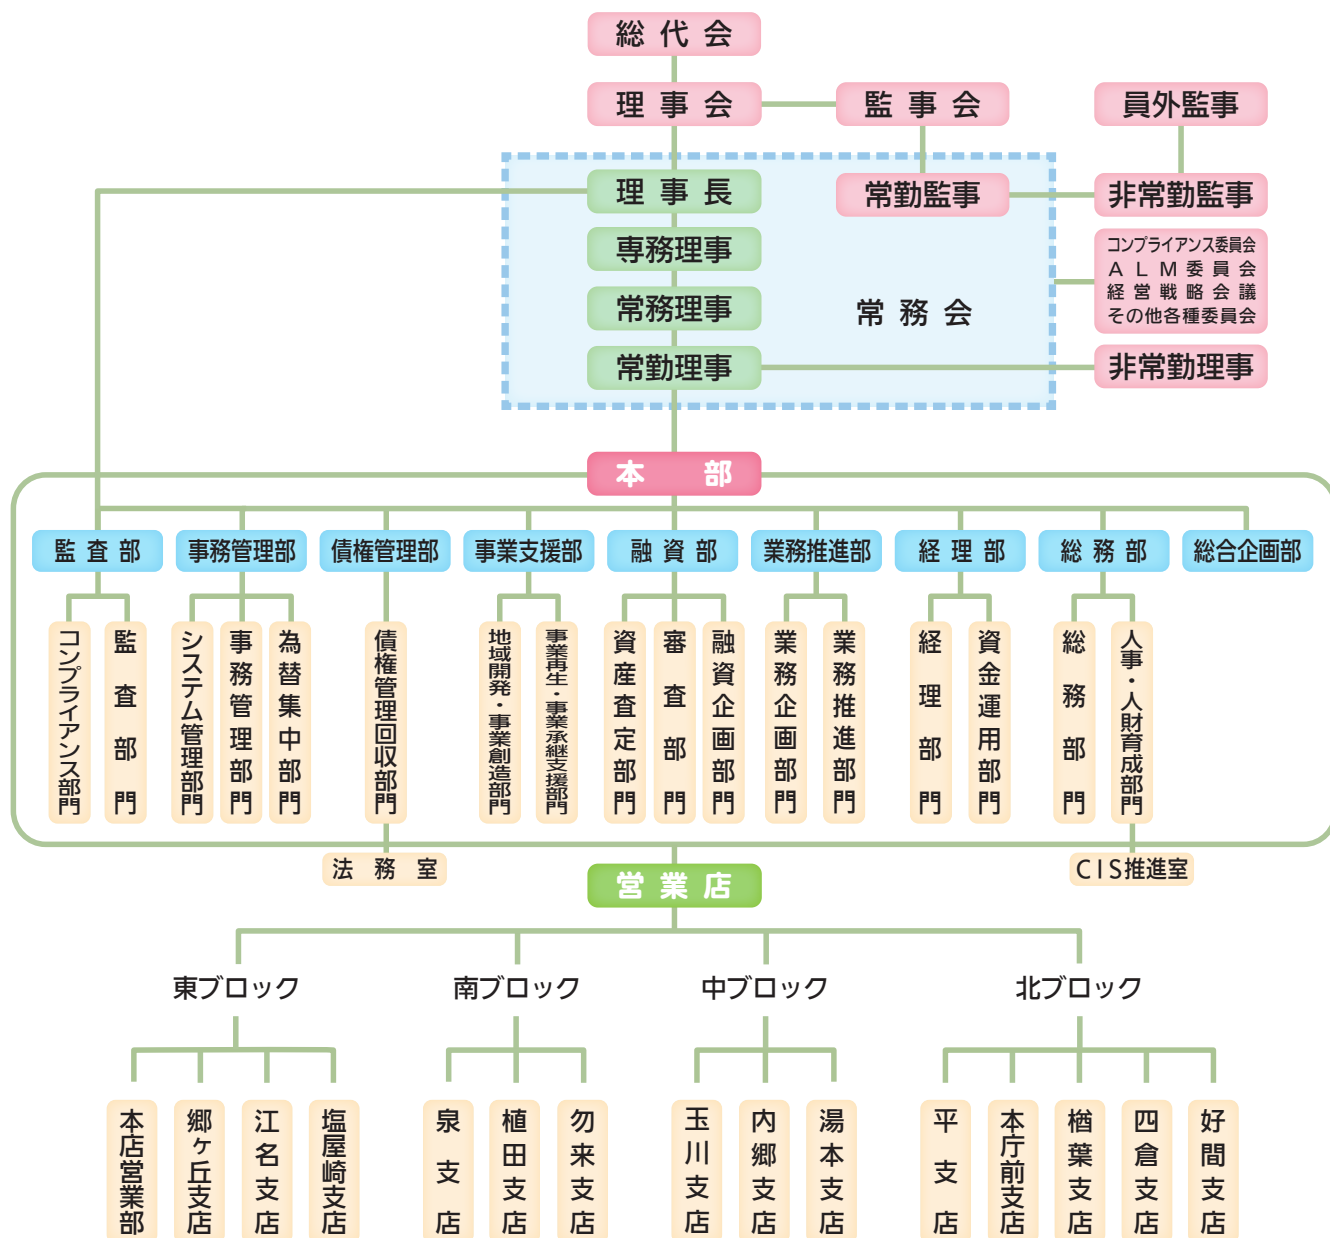 総代会
理事会
監事会
員外監事
理事長
常勤監事
非常勤監事
専務理事
コンプライアンス委員会
ALM委員会
経営戦略会議
その他各種委員会
常務理事
常務会
常勤理事
非常勤理事
本部
監査部
事務管理部
債権管理部
事業支援部
融資部
業務推進部
経理部
総務部
総合企画部
コンプライアンス部門
監査部門
システム管理部門
事務管理部門
為替集中部門
債権管理回収部門
地域開発・事業創造部門
事業再生・事業承継支援部門
資産査定部門
審査部門
融資企画部門
業務企画部門
業務推進部門
経理部門
資金運用部門
総務部門
人事・人財育成部門
法務室
CIS推進室
営業店
東ブロック
南ブロック
中ブロック
北ブロック
本店営業部
郷ヶ丘支店
江名支店
塩屋崎支店
泉支店
植田支店
勿来支店
玉川支店
内郷支店
湯本支店
平支店
本庁前支店
楢葉支店
四倉支店
好間支店